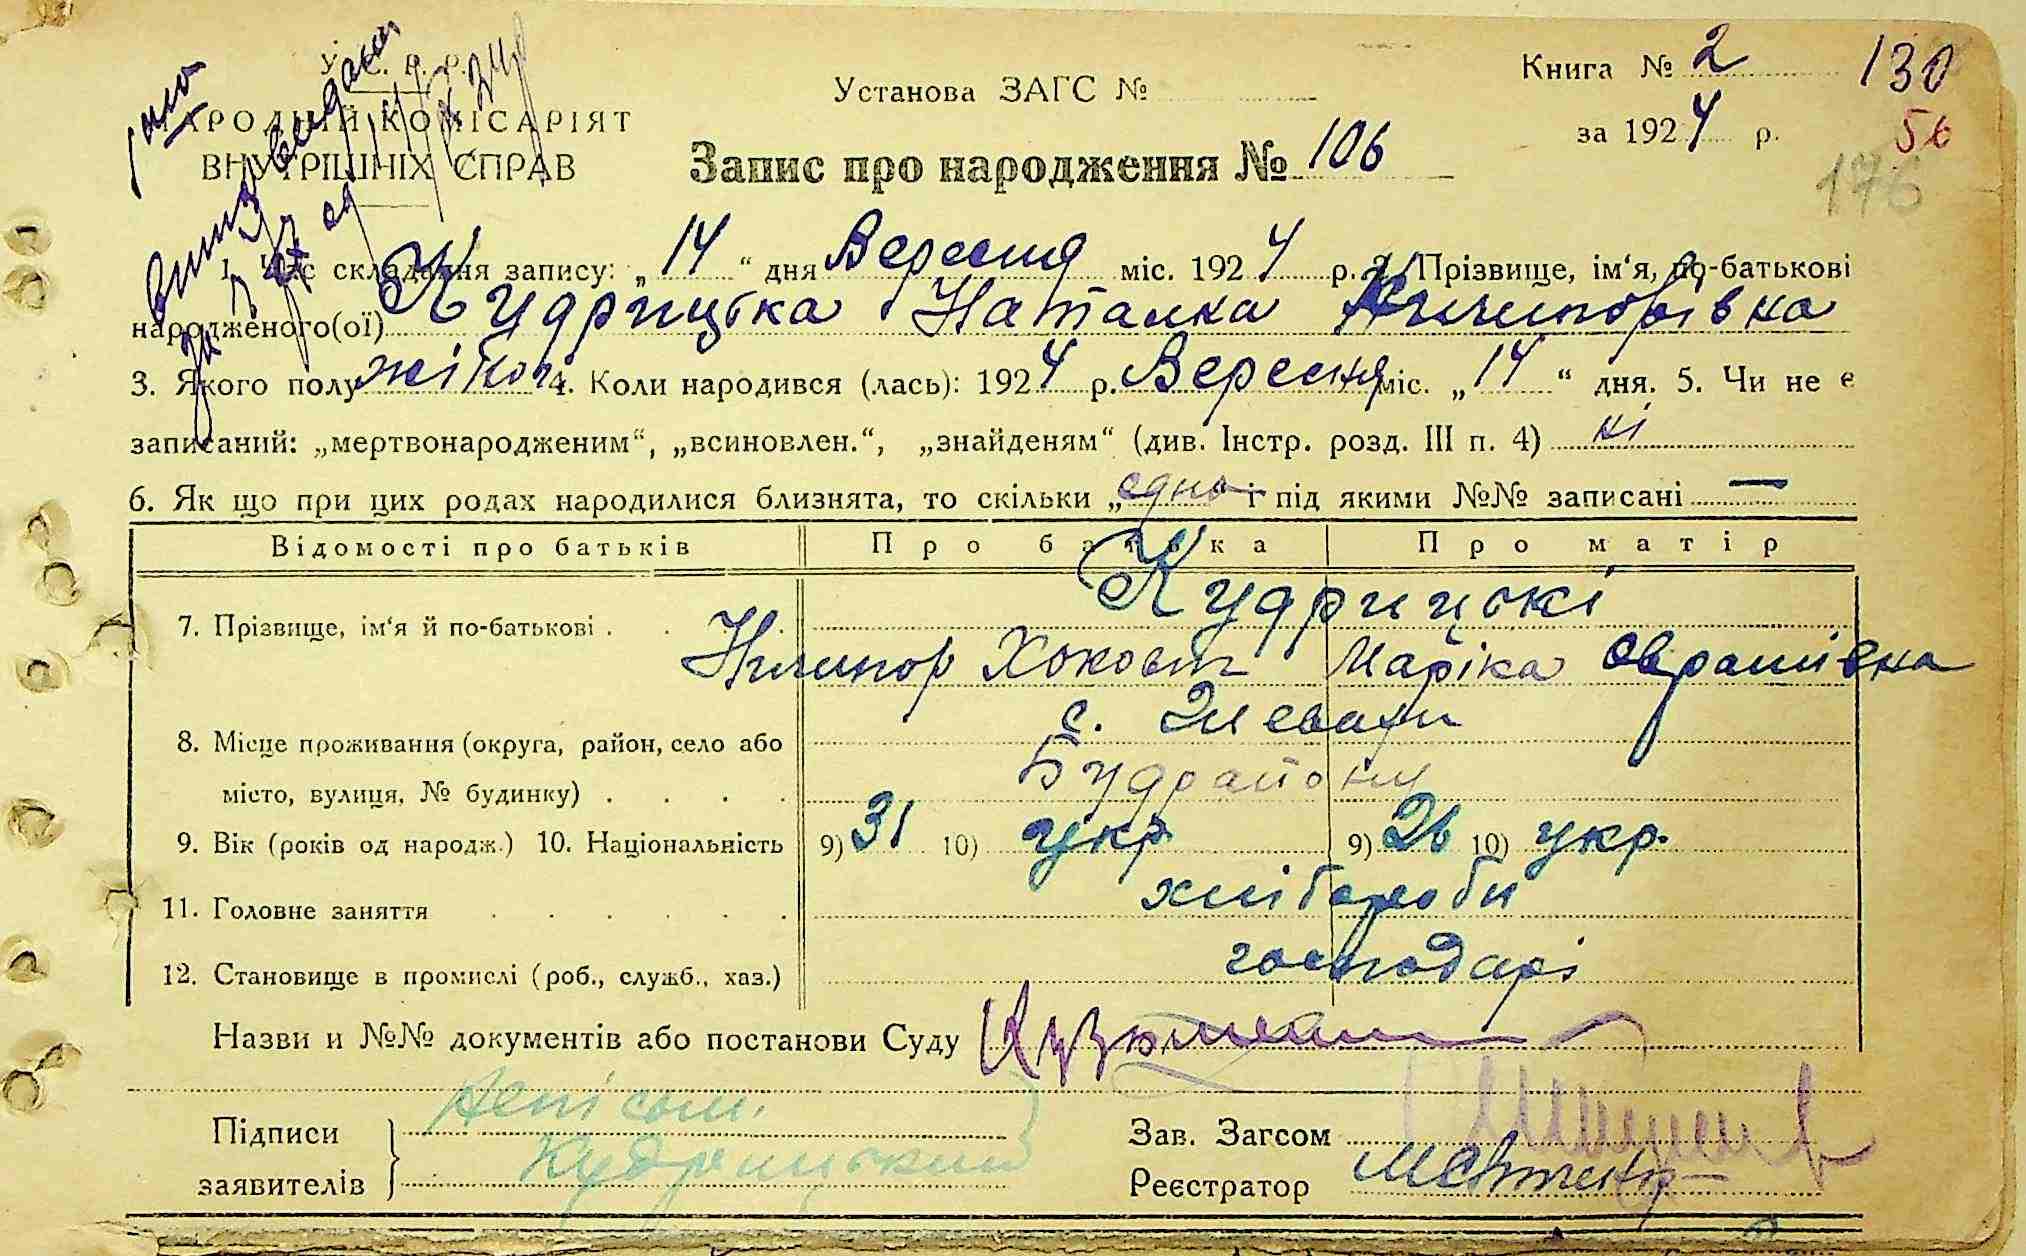 У. С. Р. Р.
НАРОДНІЙ КОМІСАРІЯТ
ВНУТРІШНІХ СПРАВ
Установа ЗАГС №
Книга № 2
130
за 1924 р.
56
176
Запис про народження № 106
1. Час складання запису: „14“ дня Вересня міс. 1924 р. 2. Прізвище, ім‘я, по-батькові
народженого(ої) Кудрицька Наталка Ничипорівка
3. Якого полу жіноч. 4. Коли народився (лась): 1924 р. Вересня міс. „14“ дня. 5. Чи не є
записаний: „мертвонародженим“, „всиновлен.“, „знайденям“ (див. Інстр. розд. III п. 4) ні
6. Як що при цих родах народилися близнята, то скільки „одно і під якими №№ записані —
Відомості про батьків Про батька Про матір
Кудрицькі
7. Прізвище, ім‘я й по-батькові
Ничипор Маріка
с.
8. Місце проживання (округа, район, село або
місто, вулиця, № будинку)
Будрайону
9. Вік (років од народж.) 10. Національність 9) 31 10) укр. 9) 26 10) укр.
хліборобы
11. Головне заняття
господарі
12. Становище в промислі (роб., служб., хаз.)
Назви и №№ документів або постанови Суду
Підписи
заявителів
Кудрицький
Зав. Загсом
Реєстратор